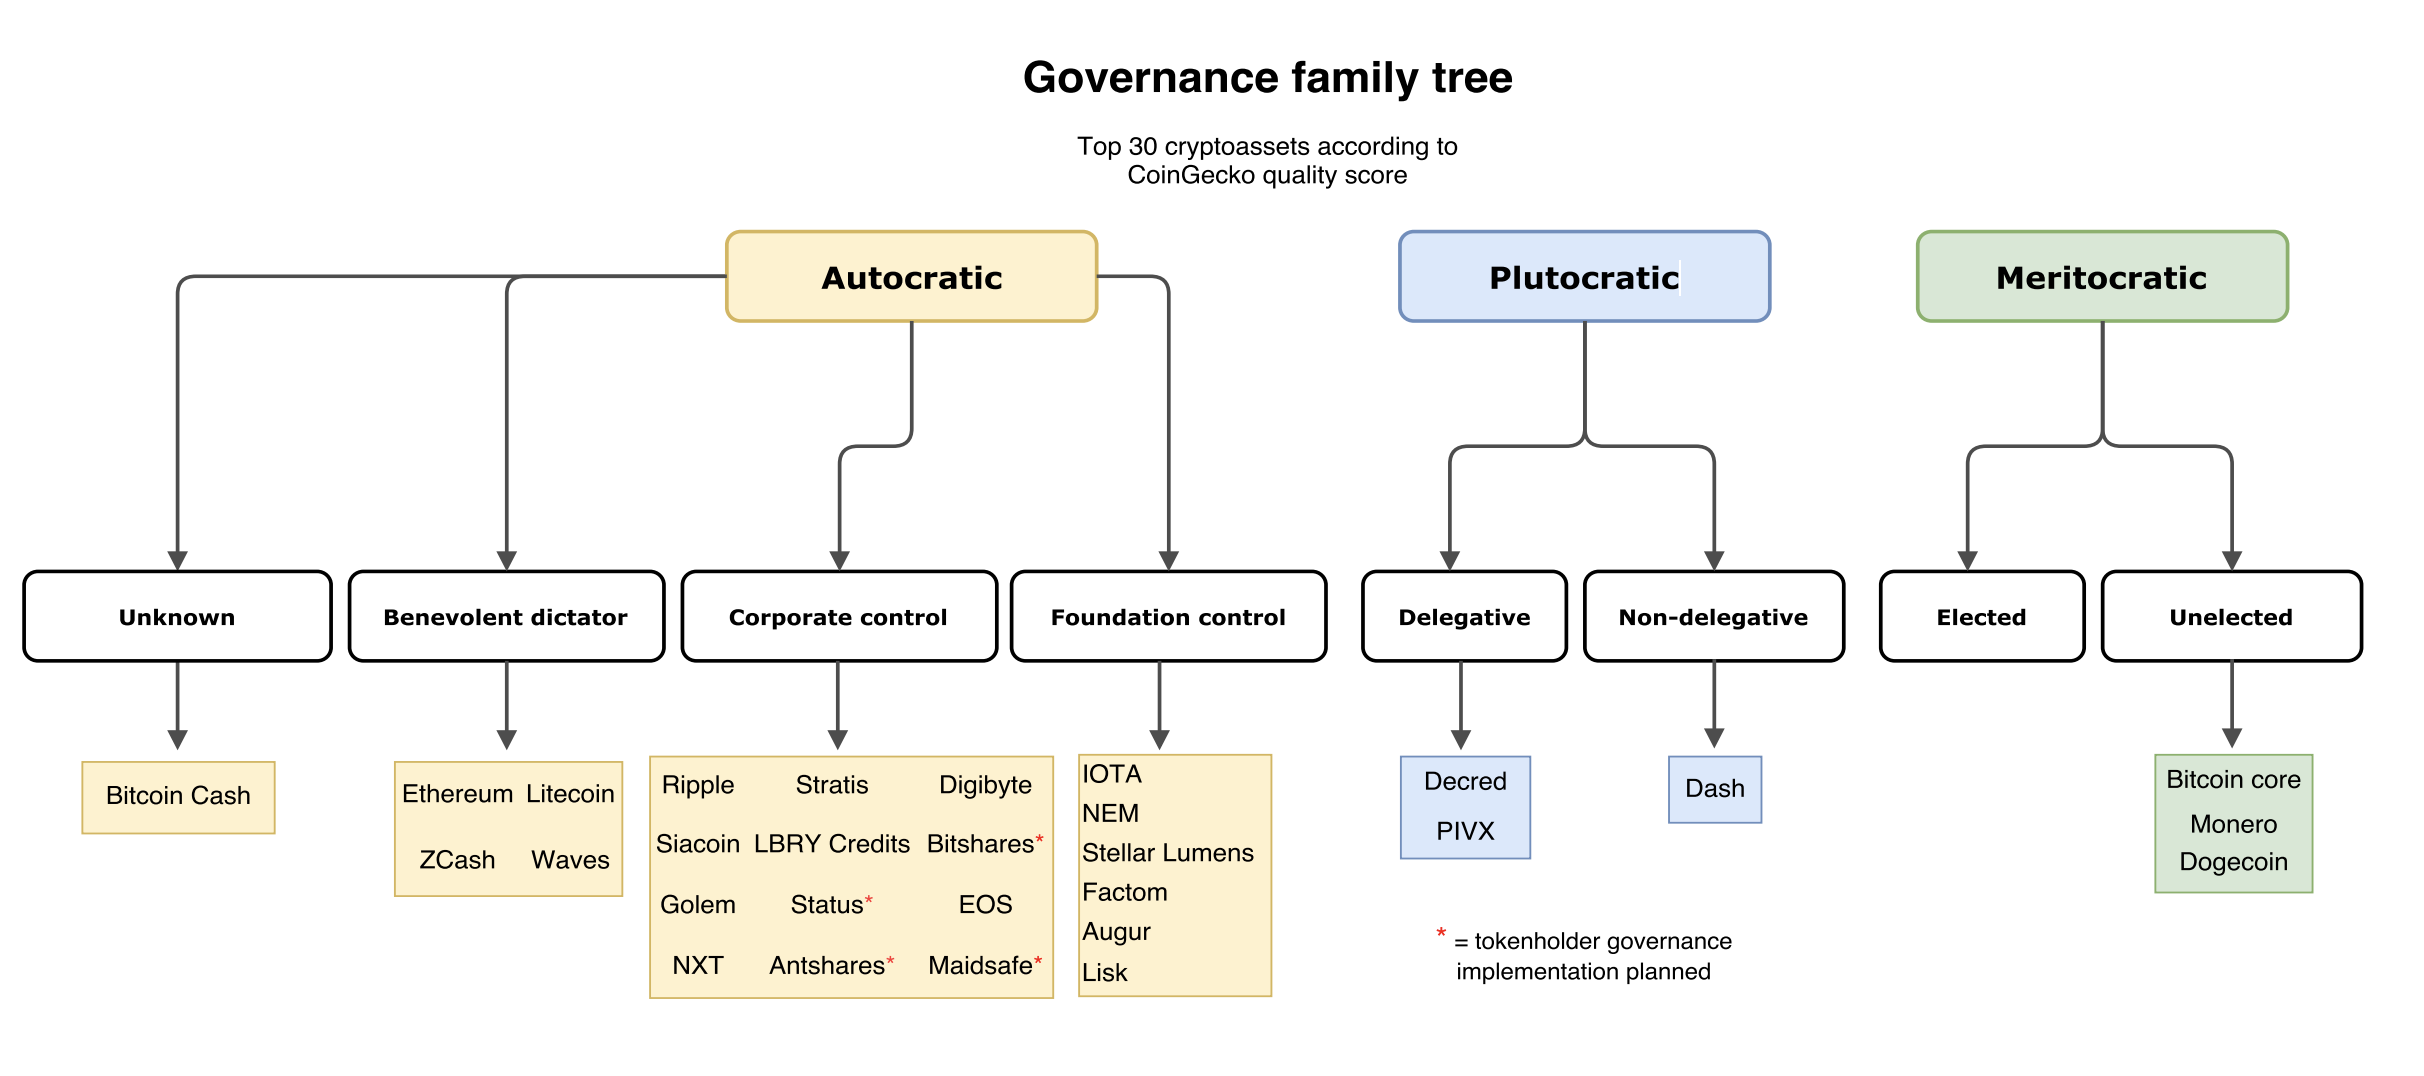 Governance family tree
Top 30 cryptoassets according to
CoinGecko quality score
Autocratic
Plutocratic
Meritocratic
Unknown
Benevolent dictator
Corporate control
Foundation control
Delegative
Non-delegative
Elected
Unelected
Bitcoin Cash
Ethereum Litecoin
ZCash Waves
Ripple Stratis Digibyte
Siacoin LBRY Credits Bitshares*
Golem Status* EOS
NXT Antshares* Maidsafe*
IOTA
NEM
Stellar Lumens
Factom
Augur
Lisk
Decred
PIVX
Dash
Bitcoin core
Monero
Dogecoin
* = tokenholder governance
implementation planned